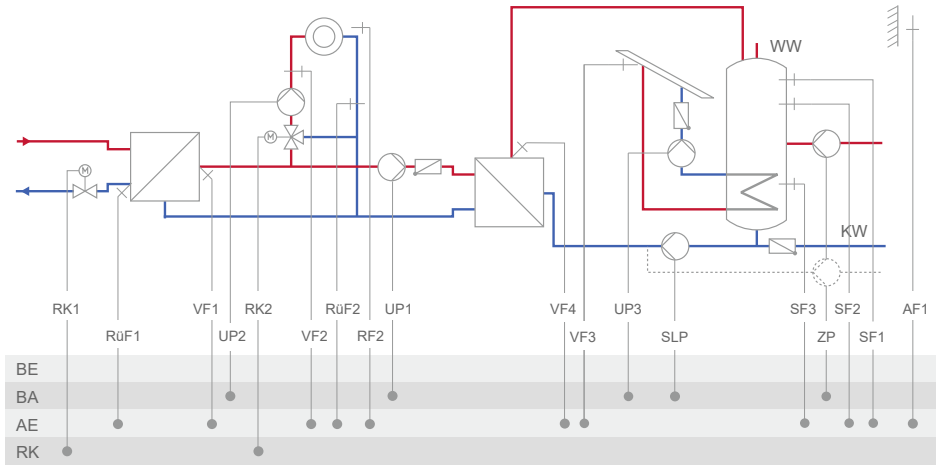 WW
M
M
KW
RK1 VF1 RK2 RüF2 UP1 VF4 UP3 SF3 SF2 AF1
RüF1 UP2 VF2 RF2 VF3 SLP ZP SF1
BE
BA
AE
RK